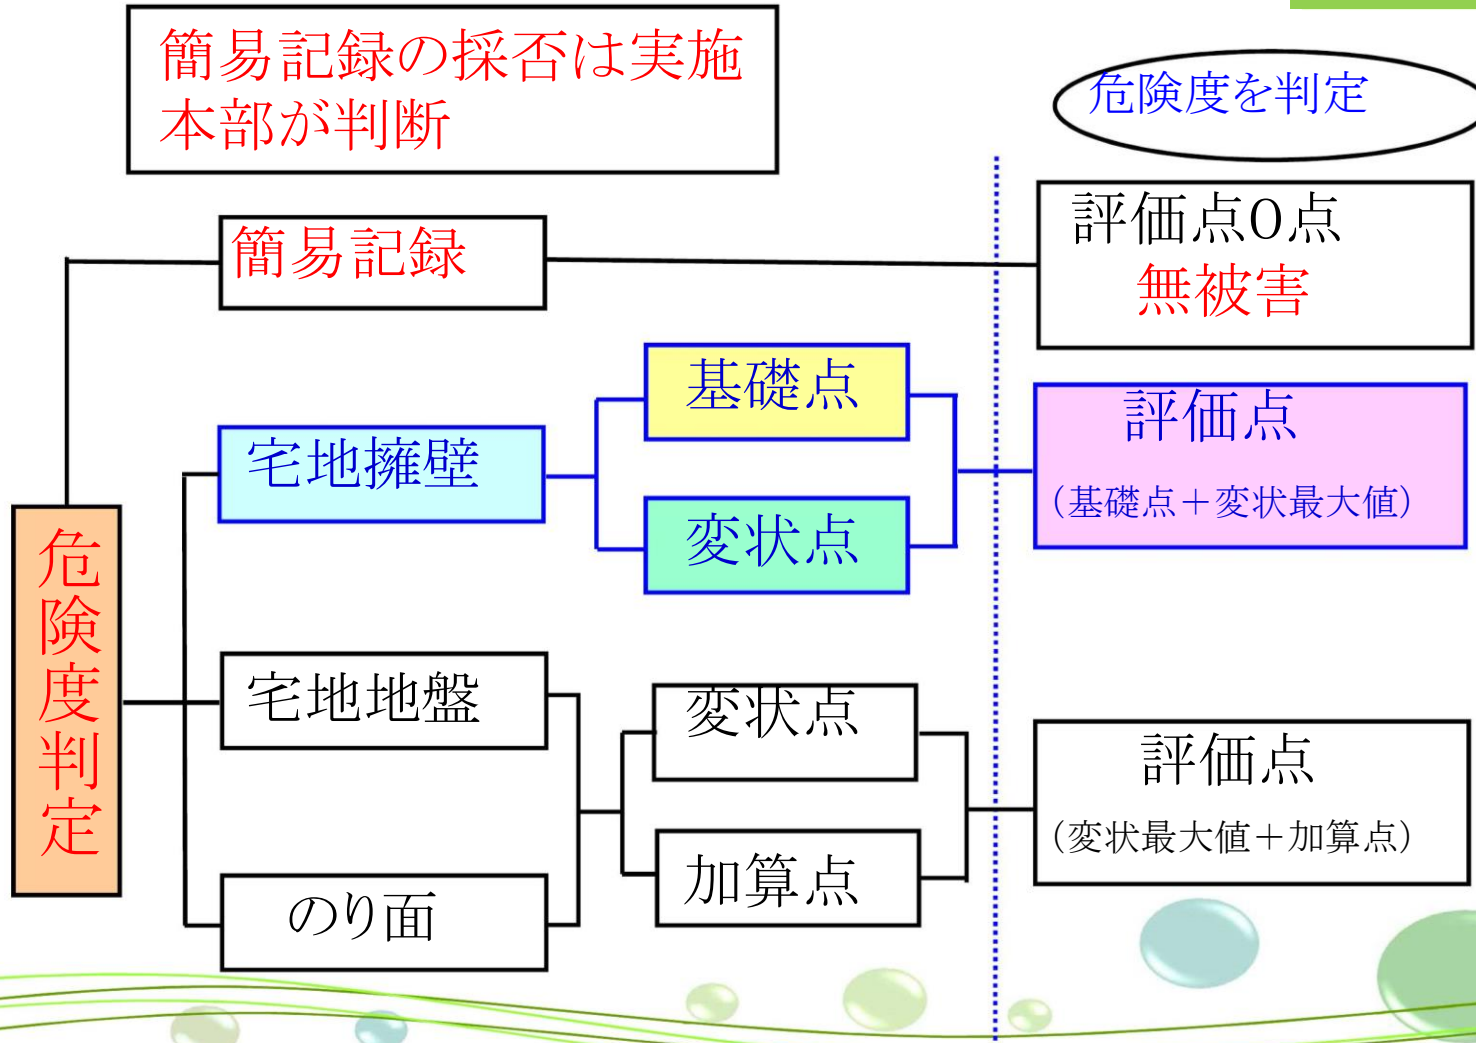 簡易記録の採否は実施
本部が判断
危険度を判定
簡易記録
評価点0点
無被害
宅地擁壁
基礎点
変状点
評価点
(基礎点+変状最大値)
危険度判定
宅地地盤
のり面
変状点
加算点
評価点
(変状最大値+加算点)